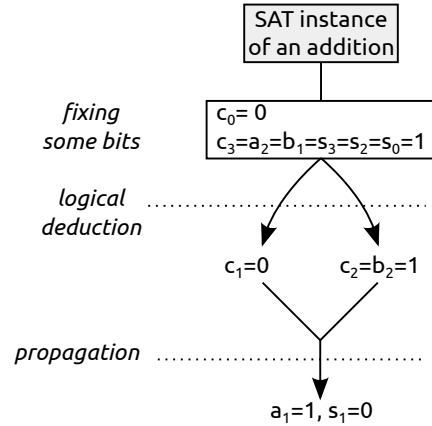 SAT instance
of an addition
fixing
some bits
c₀= 0
c₃=a₂=b₁=s₃=s₂=s₀=1
logical
deduction
c₁=0
c₂=b₂=1
propagation
a₁=1, s₁=0